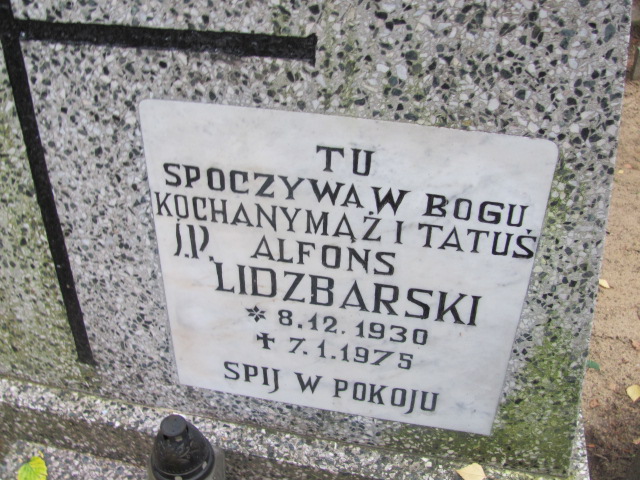 TU
SPOCZYWA W BOGU
KOCHANY MĄŻ I TATUŚ
Ś.P. ALFONS
LIDZBARSKI
* 8.12.1930
✝ 7.1.1975
SPIJ W POKOJU